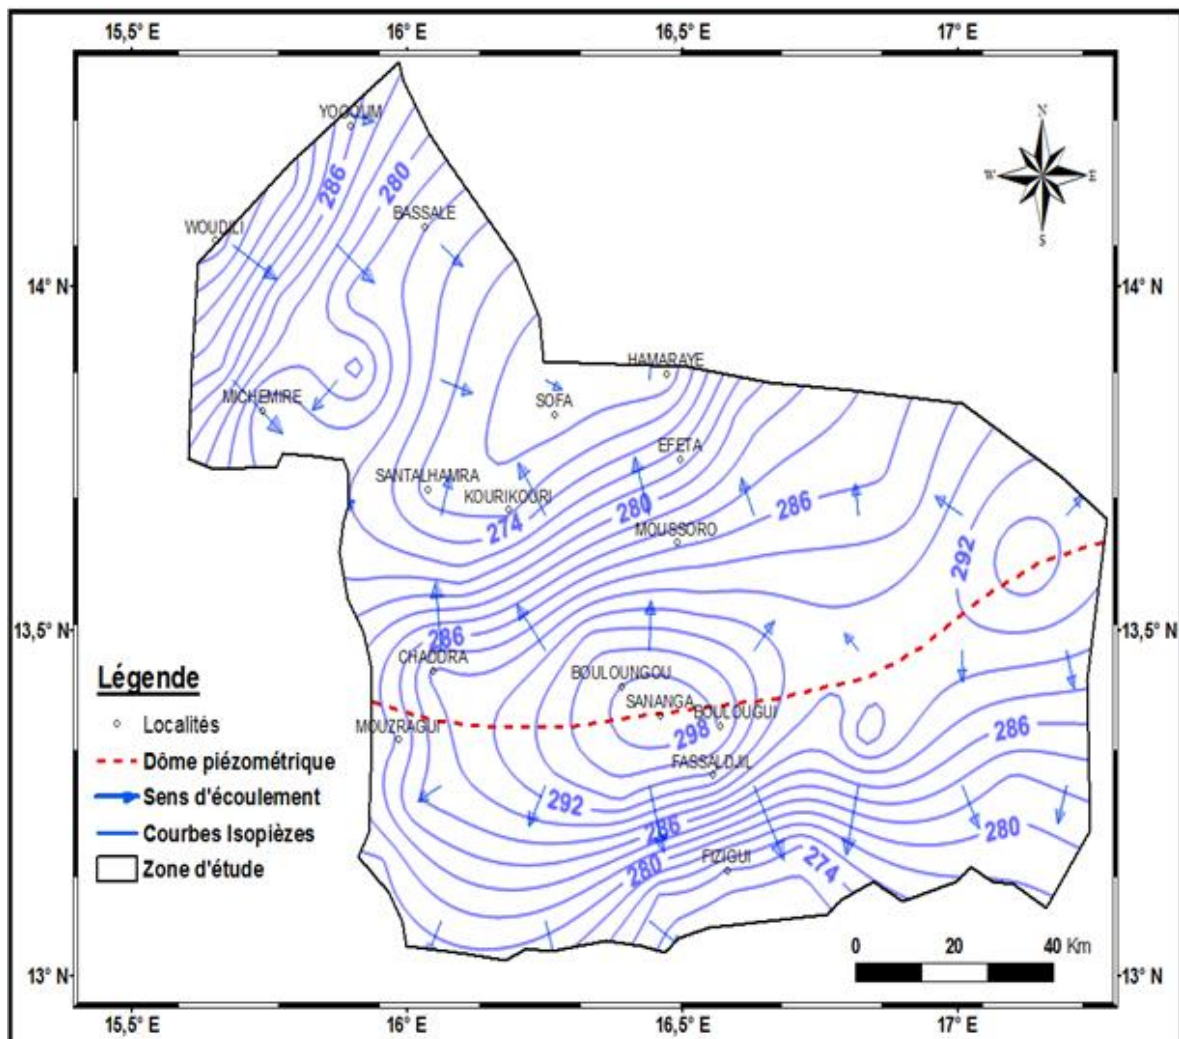 15,5° E 16° E 16,5° E 17° E
YOGOUM
N
W E
S
286
280
BASSALE
WOUDILI
14° N 14° N
HAMARAYE
MICHEMIRE
SOFA
EFETA
SANTALHAMRA
KOURIKOURI
274
280
286
MOUSSORO
292
13,5° N 13,5° N
286
CHADDRA
Légende
BOULOUNGOU
SANANGA
Localités
MOUZRAGUI
BOULOUGUI
298
286
Dôme piézométrique
FASSALDJIL
Sens d'écoulement
292
Courbes Isopièzes
286
280
Zone d'étude
280
FIZIGUI
274
0 20 40 Km
13° N 13° N
15,5° E 16° E 16,5° E 17° E